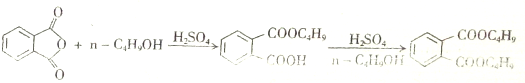 O
O + n−C₄H₉OH H₂SO₄ COOC₄H₉ H₂SO₄ COOC₄H₉
O COOH n−C₄H₉OH COOC₄H₉